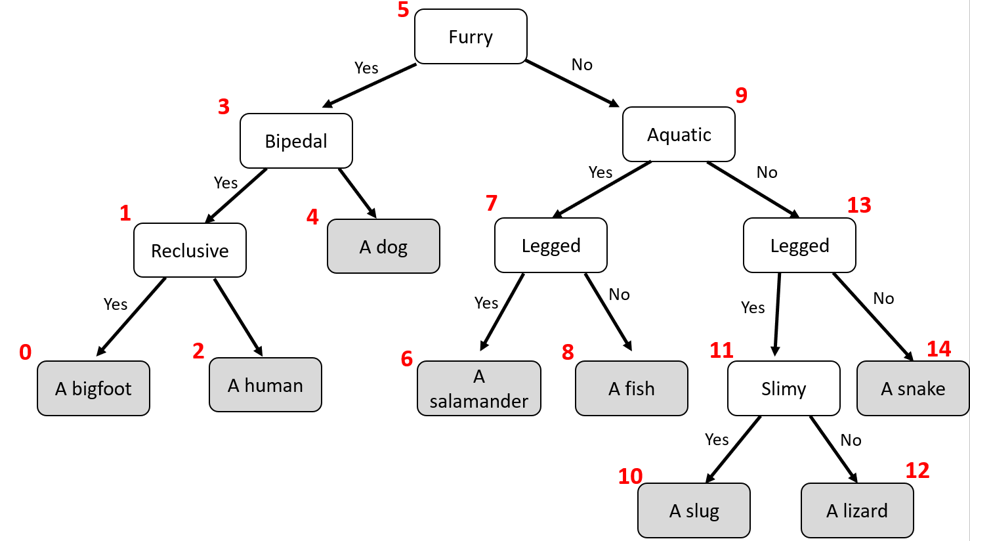 5
Furry
Yes
No
3
9
Bipedal
Aquatic
Yes
Yes
No
1
4
7
13
Reclusive
A dog
Legged
Legged
Yes
Yes
No
Yes
No
0
2
6
8
11
14
A bigfoot
A human
A
salamander
A fish
Slimy
A snake
Yes
No
10
12
A slug
A lizard